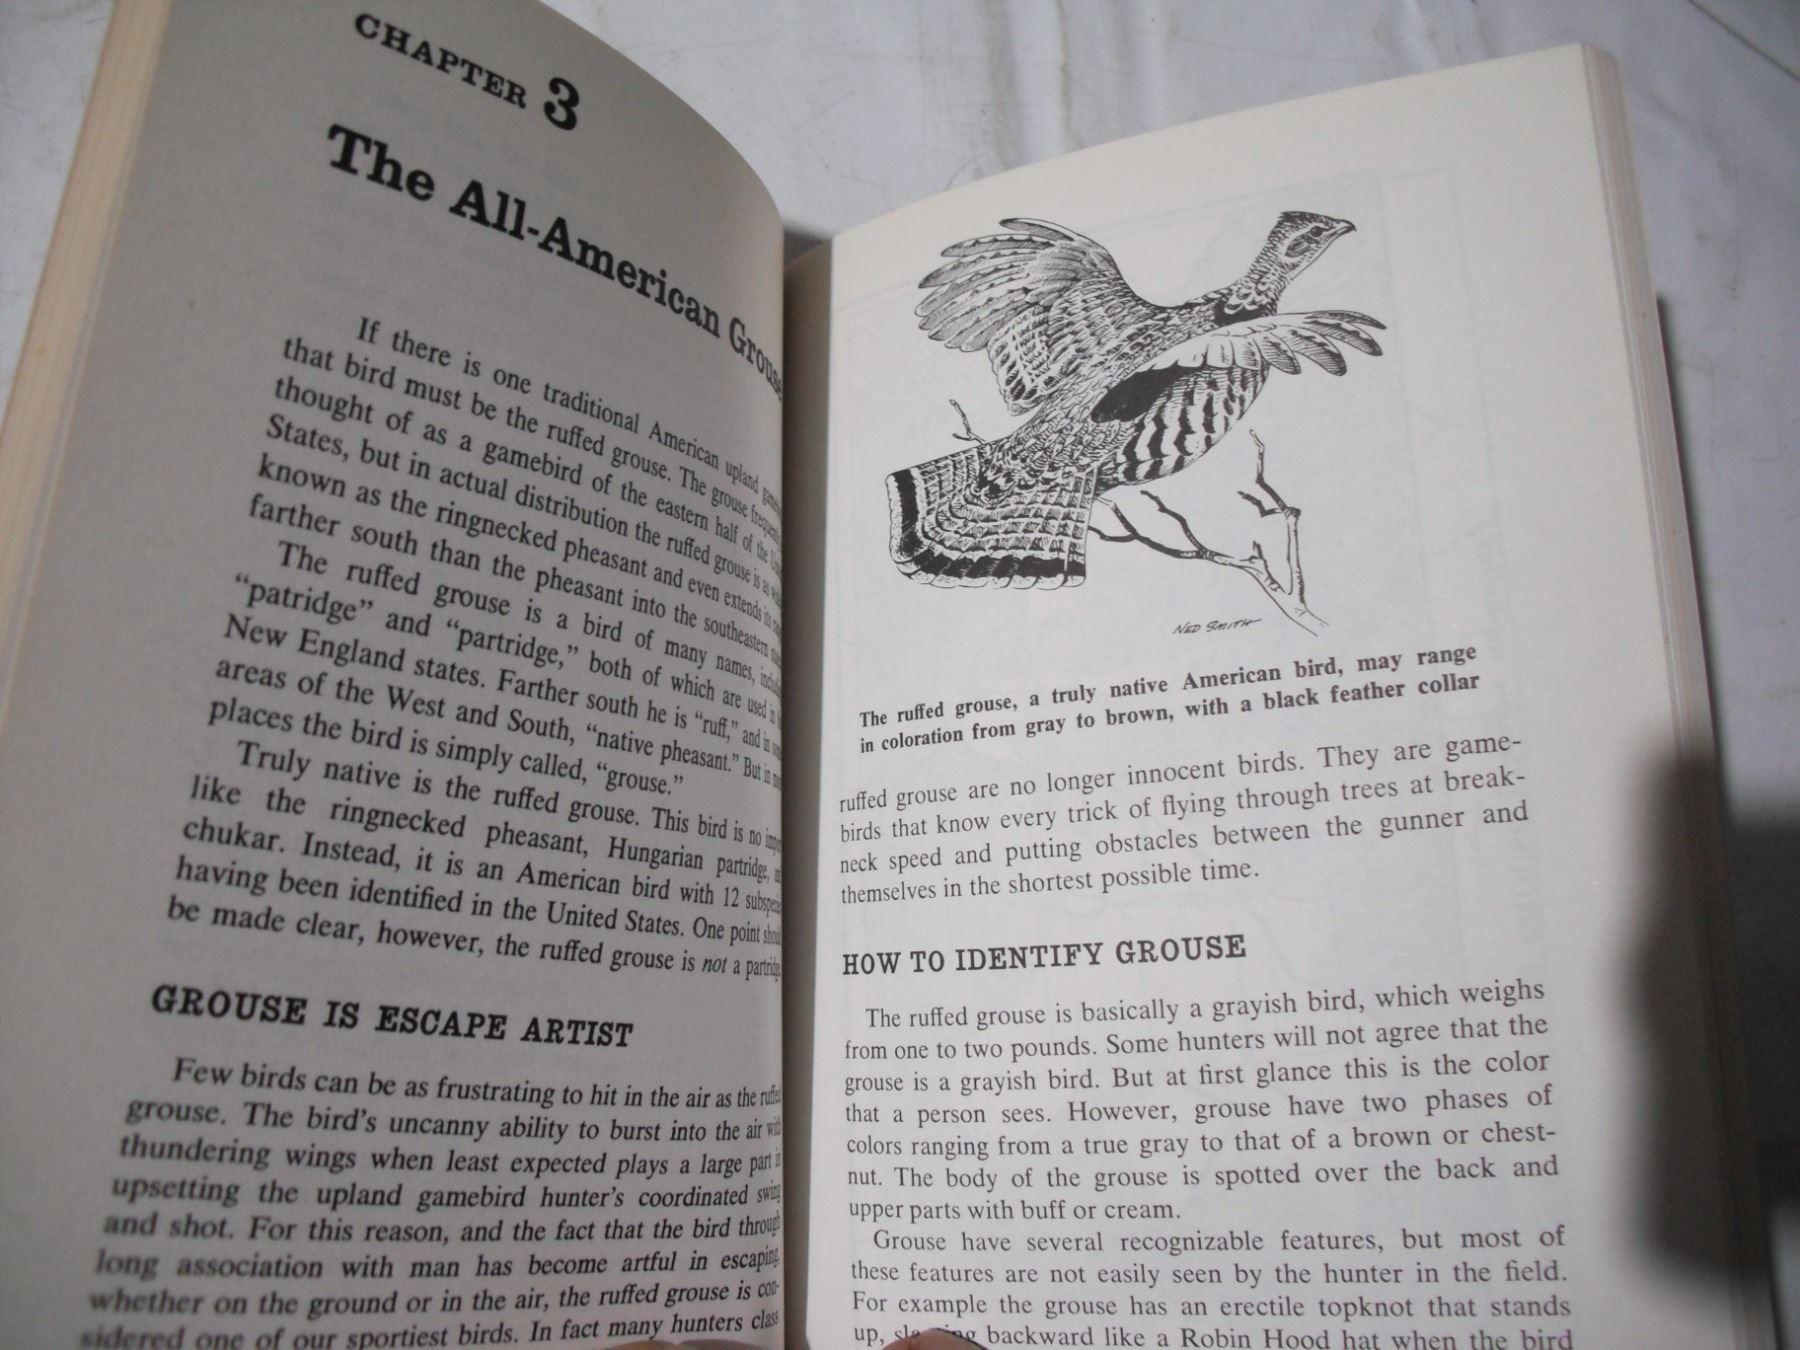 CHAPTER 3
The All-American Grouse
If there is one traditional American upland
that bird must be the ruffed grouse. The grouse
thought of as a gamebird of the eastern half of the
States, but in actual distribution the ruffed grouse is as
known as the ringnecked pheasant and even extends its
farther south than the pheasant into the southeastern
The ruffed grouse is a bird of many names,
"patridge" and "partridge," both of which are used in
New England states. Farther south he is "ruff," and in
areas of the West and South, "native pheasant." But in
places the bird is simply called, "grouse."
Truly native is the ruffed grouse. This bird is no
like the ringnecked pheasant, Hungarian partridge,
chukar. Instead, it is an American bird with 12
having been identified in the United States. One point
be made clear, however, the ruffed grouse is not a
GROUSE IS ESCAPE ARTIST
Few birds can be as frustrating to hit in the air as the ruffed
grouse. The bird's uncanny ability to burst into the air with
thundering wings when least expected plays a large part in
upsetting the upland gamebird hunter's coordinated swing
and shot. For this reason, and the fact that the bird through
long association with man has become artful in escaping,
whether on the ground or in the air, the ruffed grouse is con-
sidered one of our sportiest birds. In fact many hunters class
NED SMITH
The ruffed grouse, a truly native American bird, may range
in coloration from gray to brown, with a black feather collar
ruffed grouse are no longer innocent birds. They are game-
birds that know every trick of flying through trees at break-
neck speed and putting obstacles between the gunner and
themselves in the shortest possible time.
HOW TO IDENTIFY GROUSE
The ruffed grouse is basically a grayish bird, which weighs
from one to two pounds. Some hunters will not agree that the
grouse is a grayish bird. But at first glance this is the color
that a person sees. However, grouse have two phases of
colors ranging from a true gray to that of a brown or chest-
nut. The body of the grouse is spotted over the back and
upper parts with buff or cream.
Grouse have several recognizable features, but most of
these features are not easily seen by the hunter in the field.
For example the grouse has an erectile topknot that stands
up, backward like a Robin Hood hat when the bird